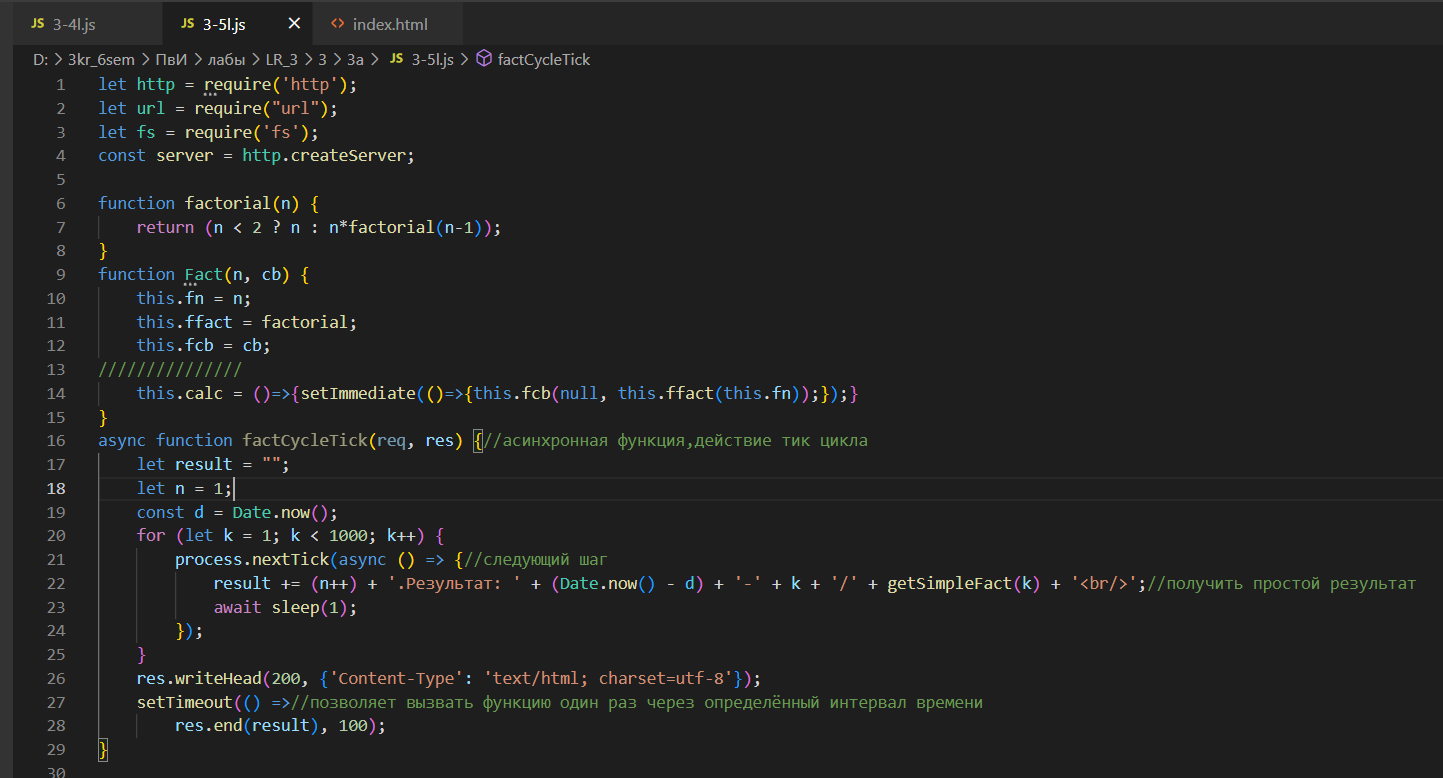 JS 3-4l.js JS 3-5l.js × <> index.html
D: > 3kr_6sem > ПвИ > лабы > LR_3 > 3 > 3a > JS 3-5l.js > factCycleTick
1 let http = require('http');
2 let url = require("url");
3 let fs = require('fs');
4 const server = http.createServer;
5
6 function factorial(n) {
7     return (n < 2 ? n : n*factorial(n-1));
8 }
9 function Fact(n, cb) {
10     this.fn = n;
11     this.ffact = factorial;
12     this.fcb = cb;
13 ///////////////
14     this.calc = ()=>{setImmediate(()=>{this.fcb(null, this.ffact(this.fn));});}
15 }
16 async function factCycleTick(req, res) {//асинхронная функция,действие тик цикла
17     let result = "";
18     let n = 1;
19     const d = Date.now();
20     for (let k = 1; k < 1000; k++) {
21         process.nextTick(async () => {//следующий шаг
22             result += (n++) + '.Результат: ' + (Date.now() - d) + '-' + k + '/' + getSimpleFact(k) + '<br/>';//получить простой результат
23             await sleep(1);
24         });
25     }
26     res.writeHead(200, {'Content-Type': 'text/html; charset=utf-8'});
27     setTimeout(() =>//позволяет вызвать функцию один раз через определённый интервал времени
28         res.end(result), 100);
29 }
30